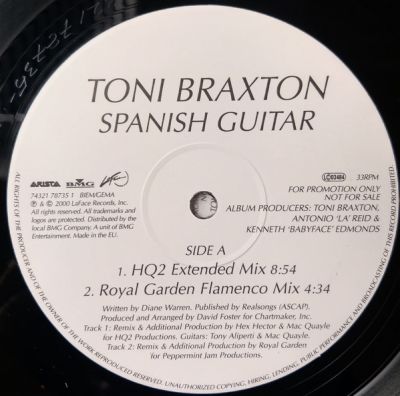 TONI BRAXTON
SPANISH GUITAR
ARISTA BMG LaFace
74321 78735 1 BIEM/GEMA
℗ & © 2000 LaFace Records, Inc.
All rights reserved. All trademarks and
logos are protected. Distributed by the
local BMG Company, A unit of BMG
Entertainment. Made in the EU.
LC03484 33RPM
FOR PROMOTION ONLY
NOT FOR SALE
ALBUM PRODUCERS: TONI BRAXTON,
ANTONIO 'LA' REID &
KENNETH 'BABYFACE' EDMONDS
SIDE A
1. HQ2 Extended Mix 8:54
2. Royal Garden Flamenco Mix 4:34
Written by Diane Warren. Published by Realsongs (ASCAP).
Produced and Arranged by David Foster for Chartmaker, Inc.
Track 1: Remix & Additional Production by Hex Hector & Mac Quayle
for HQ2 Productions. Guitars: Tony Aliperti & Mac Quayle.
Track 2: Remix & Additional Production by Royal Garden
for Peppermint Jam Productions.
ALL RIGHTS OF THE PRODUCER AND OF THE OWNER OF THE WORK REPRODUCED RESERVED. UNAUTHORIZED COPYING, HIRING, LENDING, PUBLIC PERFORMANCE AND BROADCASTING OF THIS RECORD PROHIBITED.